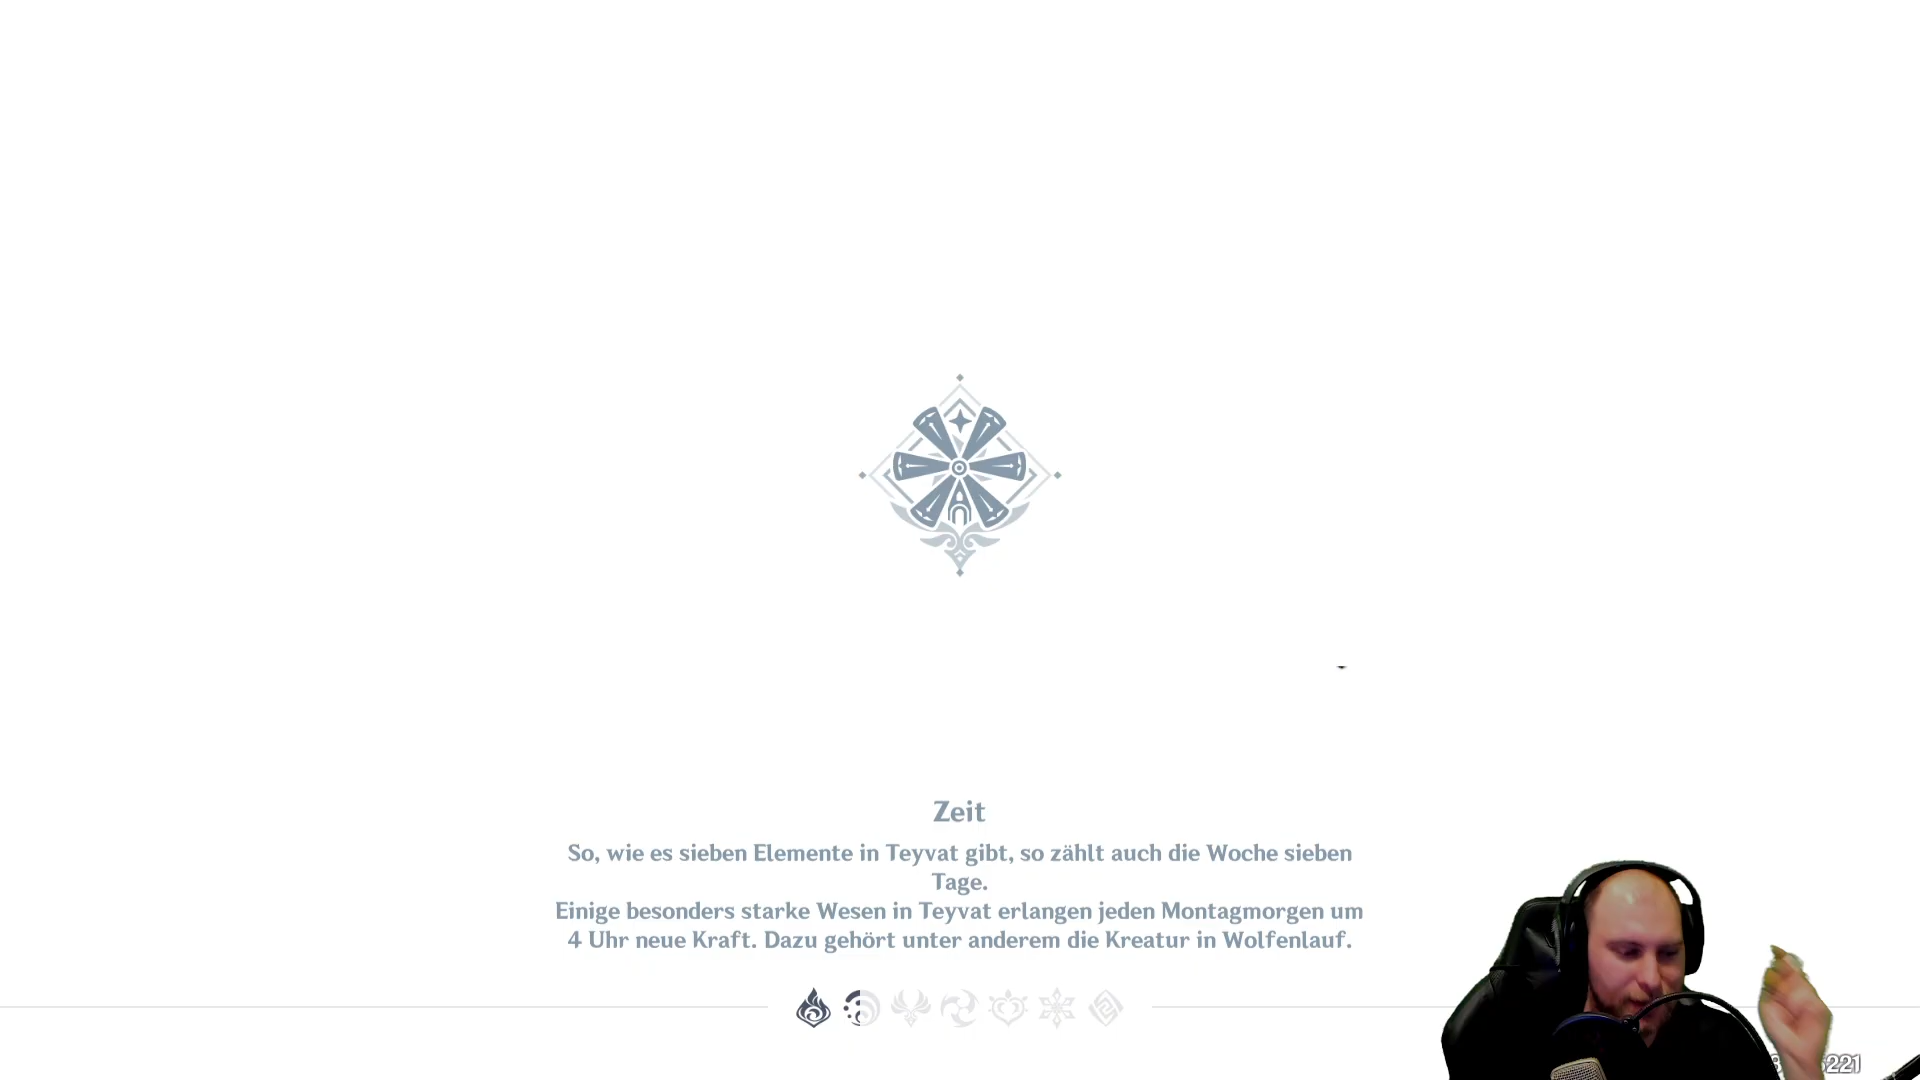 Zeit
So, wie es sieben Elemente in Teyvat gibt, so zählt auch die Woche sieben
Tage.
Einige besonders starke Wesen in Teyvat erlangen jeden Montagmorgen um
4 Uhr neue Kraft. Dazu gehört unter anderem die Kreatur in Wolfenlauf.